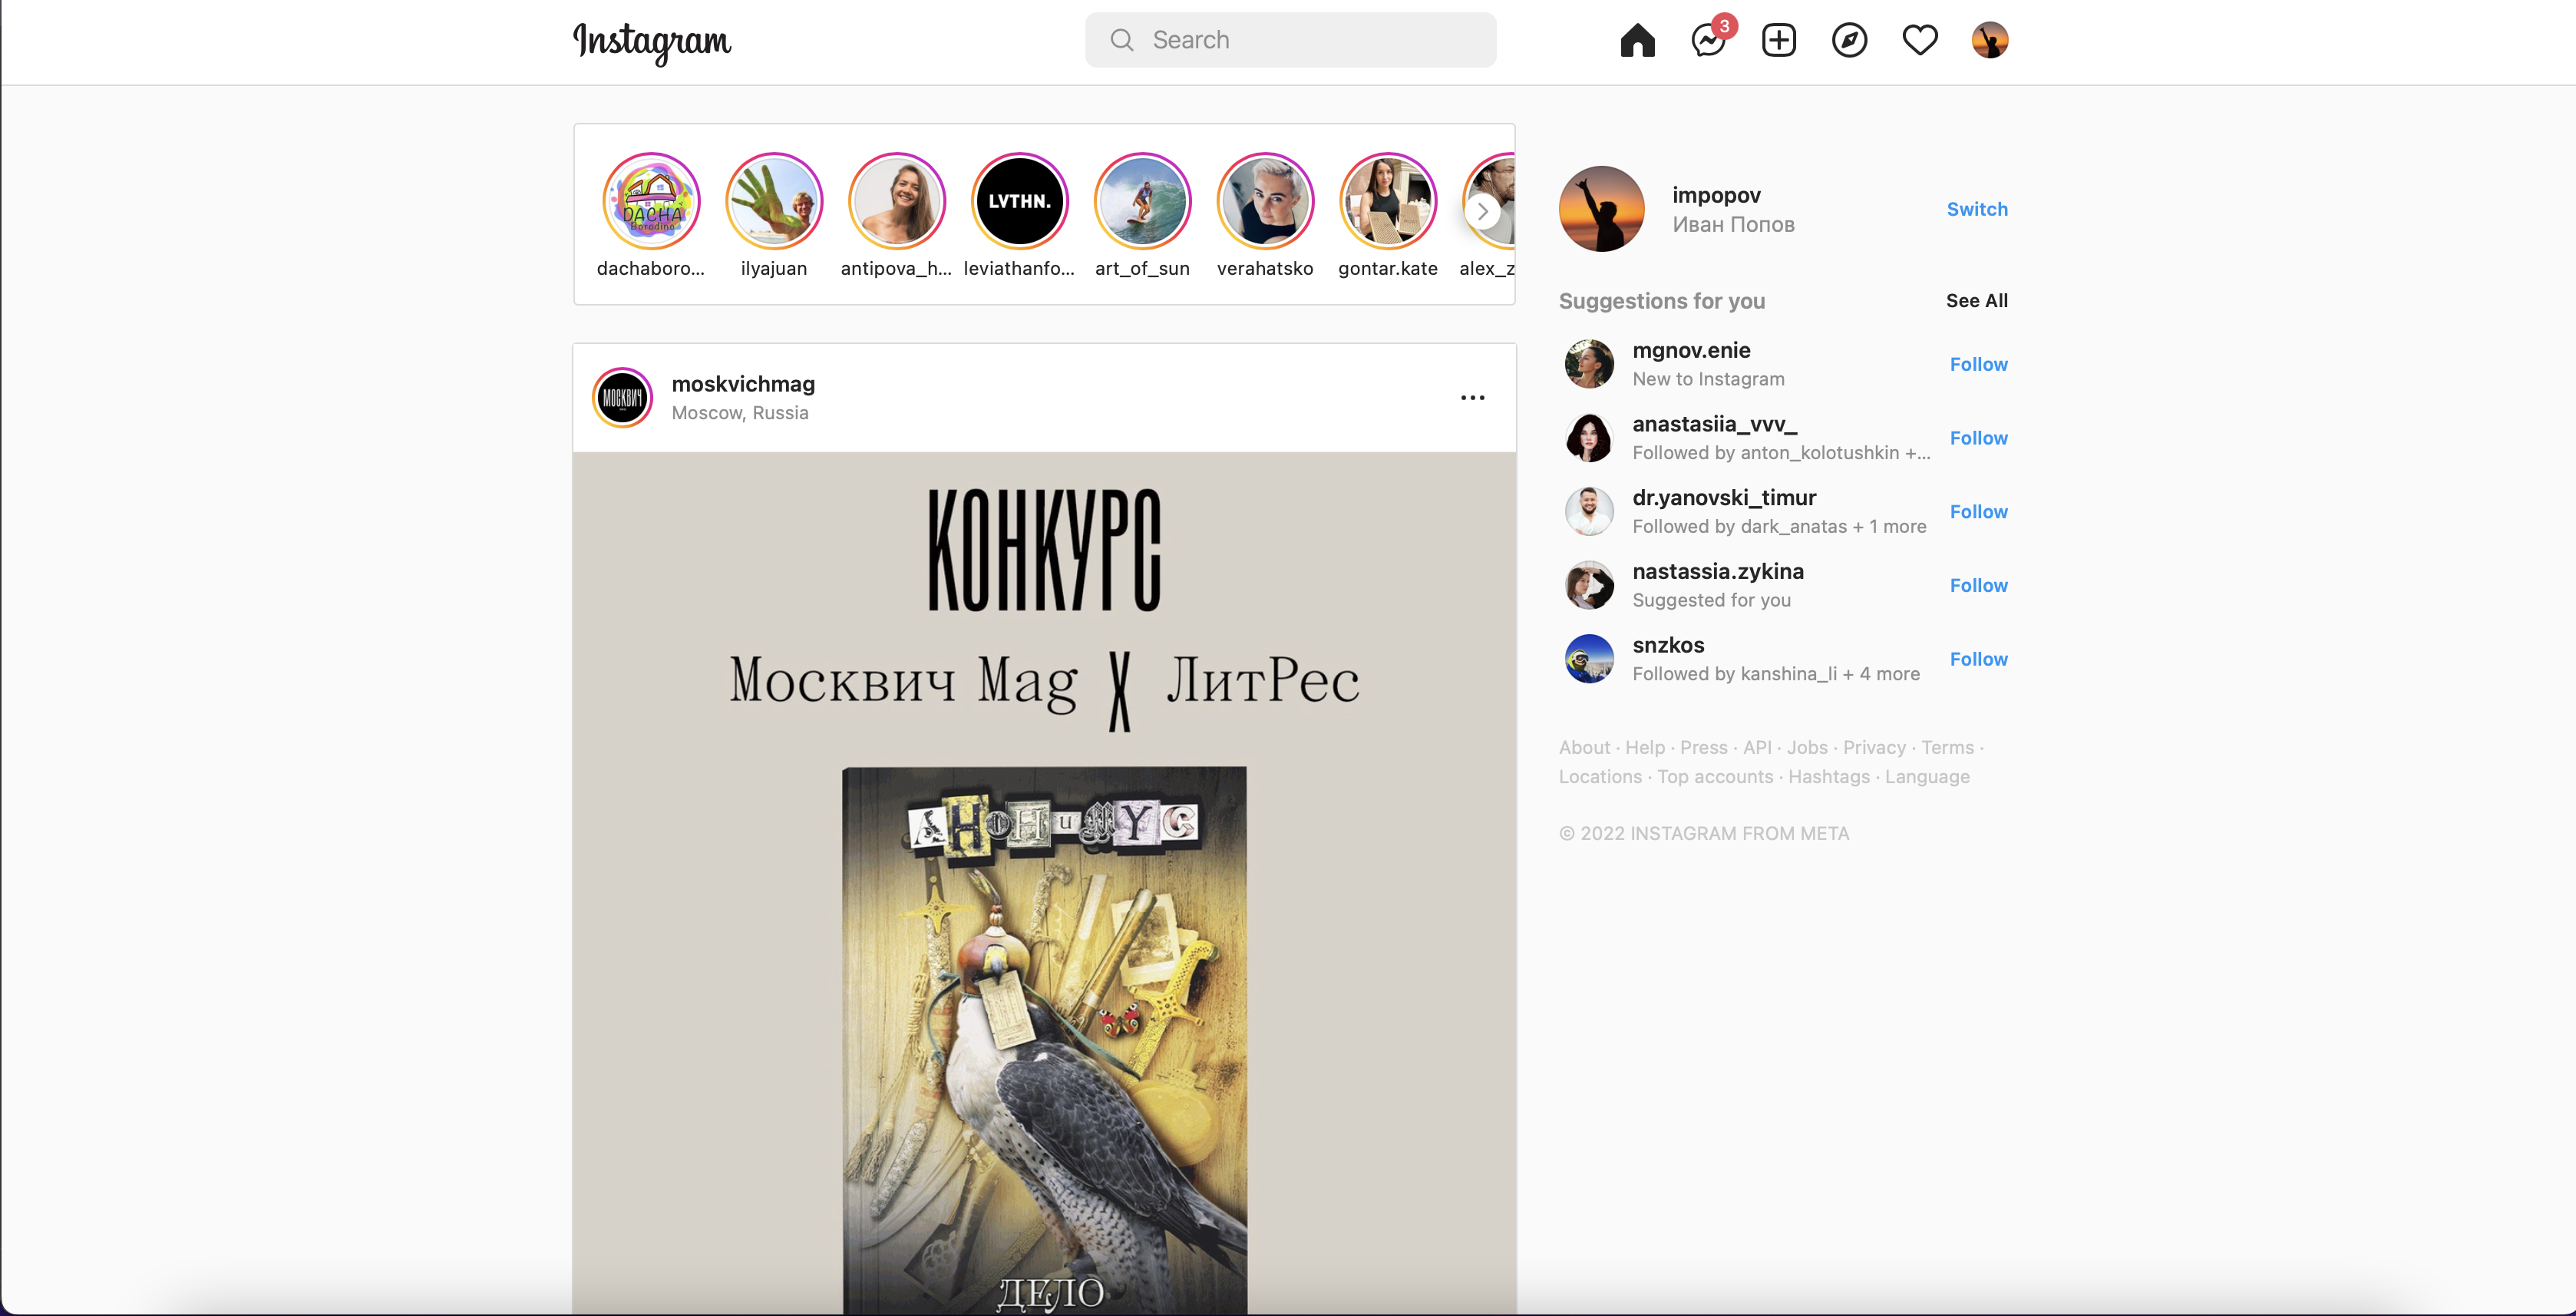 Instagram
Search
3
DACHA
Borodino
LVTHN.
dachaboro...
ilyajuan
antipova_h...
leviathanfo...
art_of_sun
verahatsko
gontar.kate
alex_z
impopov
Иван Попов
Switch
Suggestions for you
See All
mgnov.enie
New to Instagram
Follow
anastasiia_vvv_
Followed by anton_kolotushkin +...
Follow
dr.yanovski_timur
Followed by dark_anatas + 1 more
Follow
nastassia.zykina
Suggested for you
Follow
snzkos
Followed by kanshina_li + 4 more
Follow
About · Help · Press · API · Jobs · Privacy · Terms ·
Locations · Top accounts · Hashtags · Language
© 2022 INSTAGRAM FROM META
МОСКВИЧ
moskvichmag
Moscow, Russia
КОНКУРС
Москвич Mag X ЛитРес
АНОНиМУС
ДЕЛО